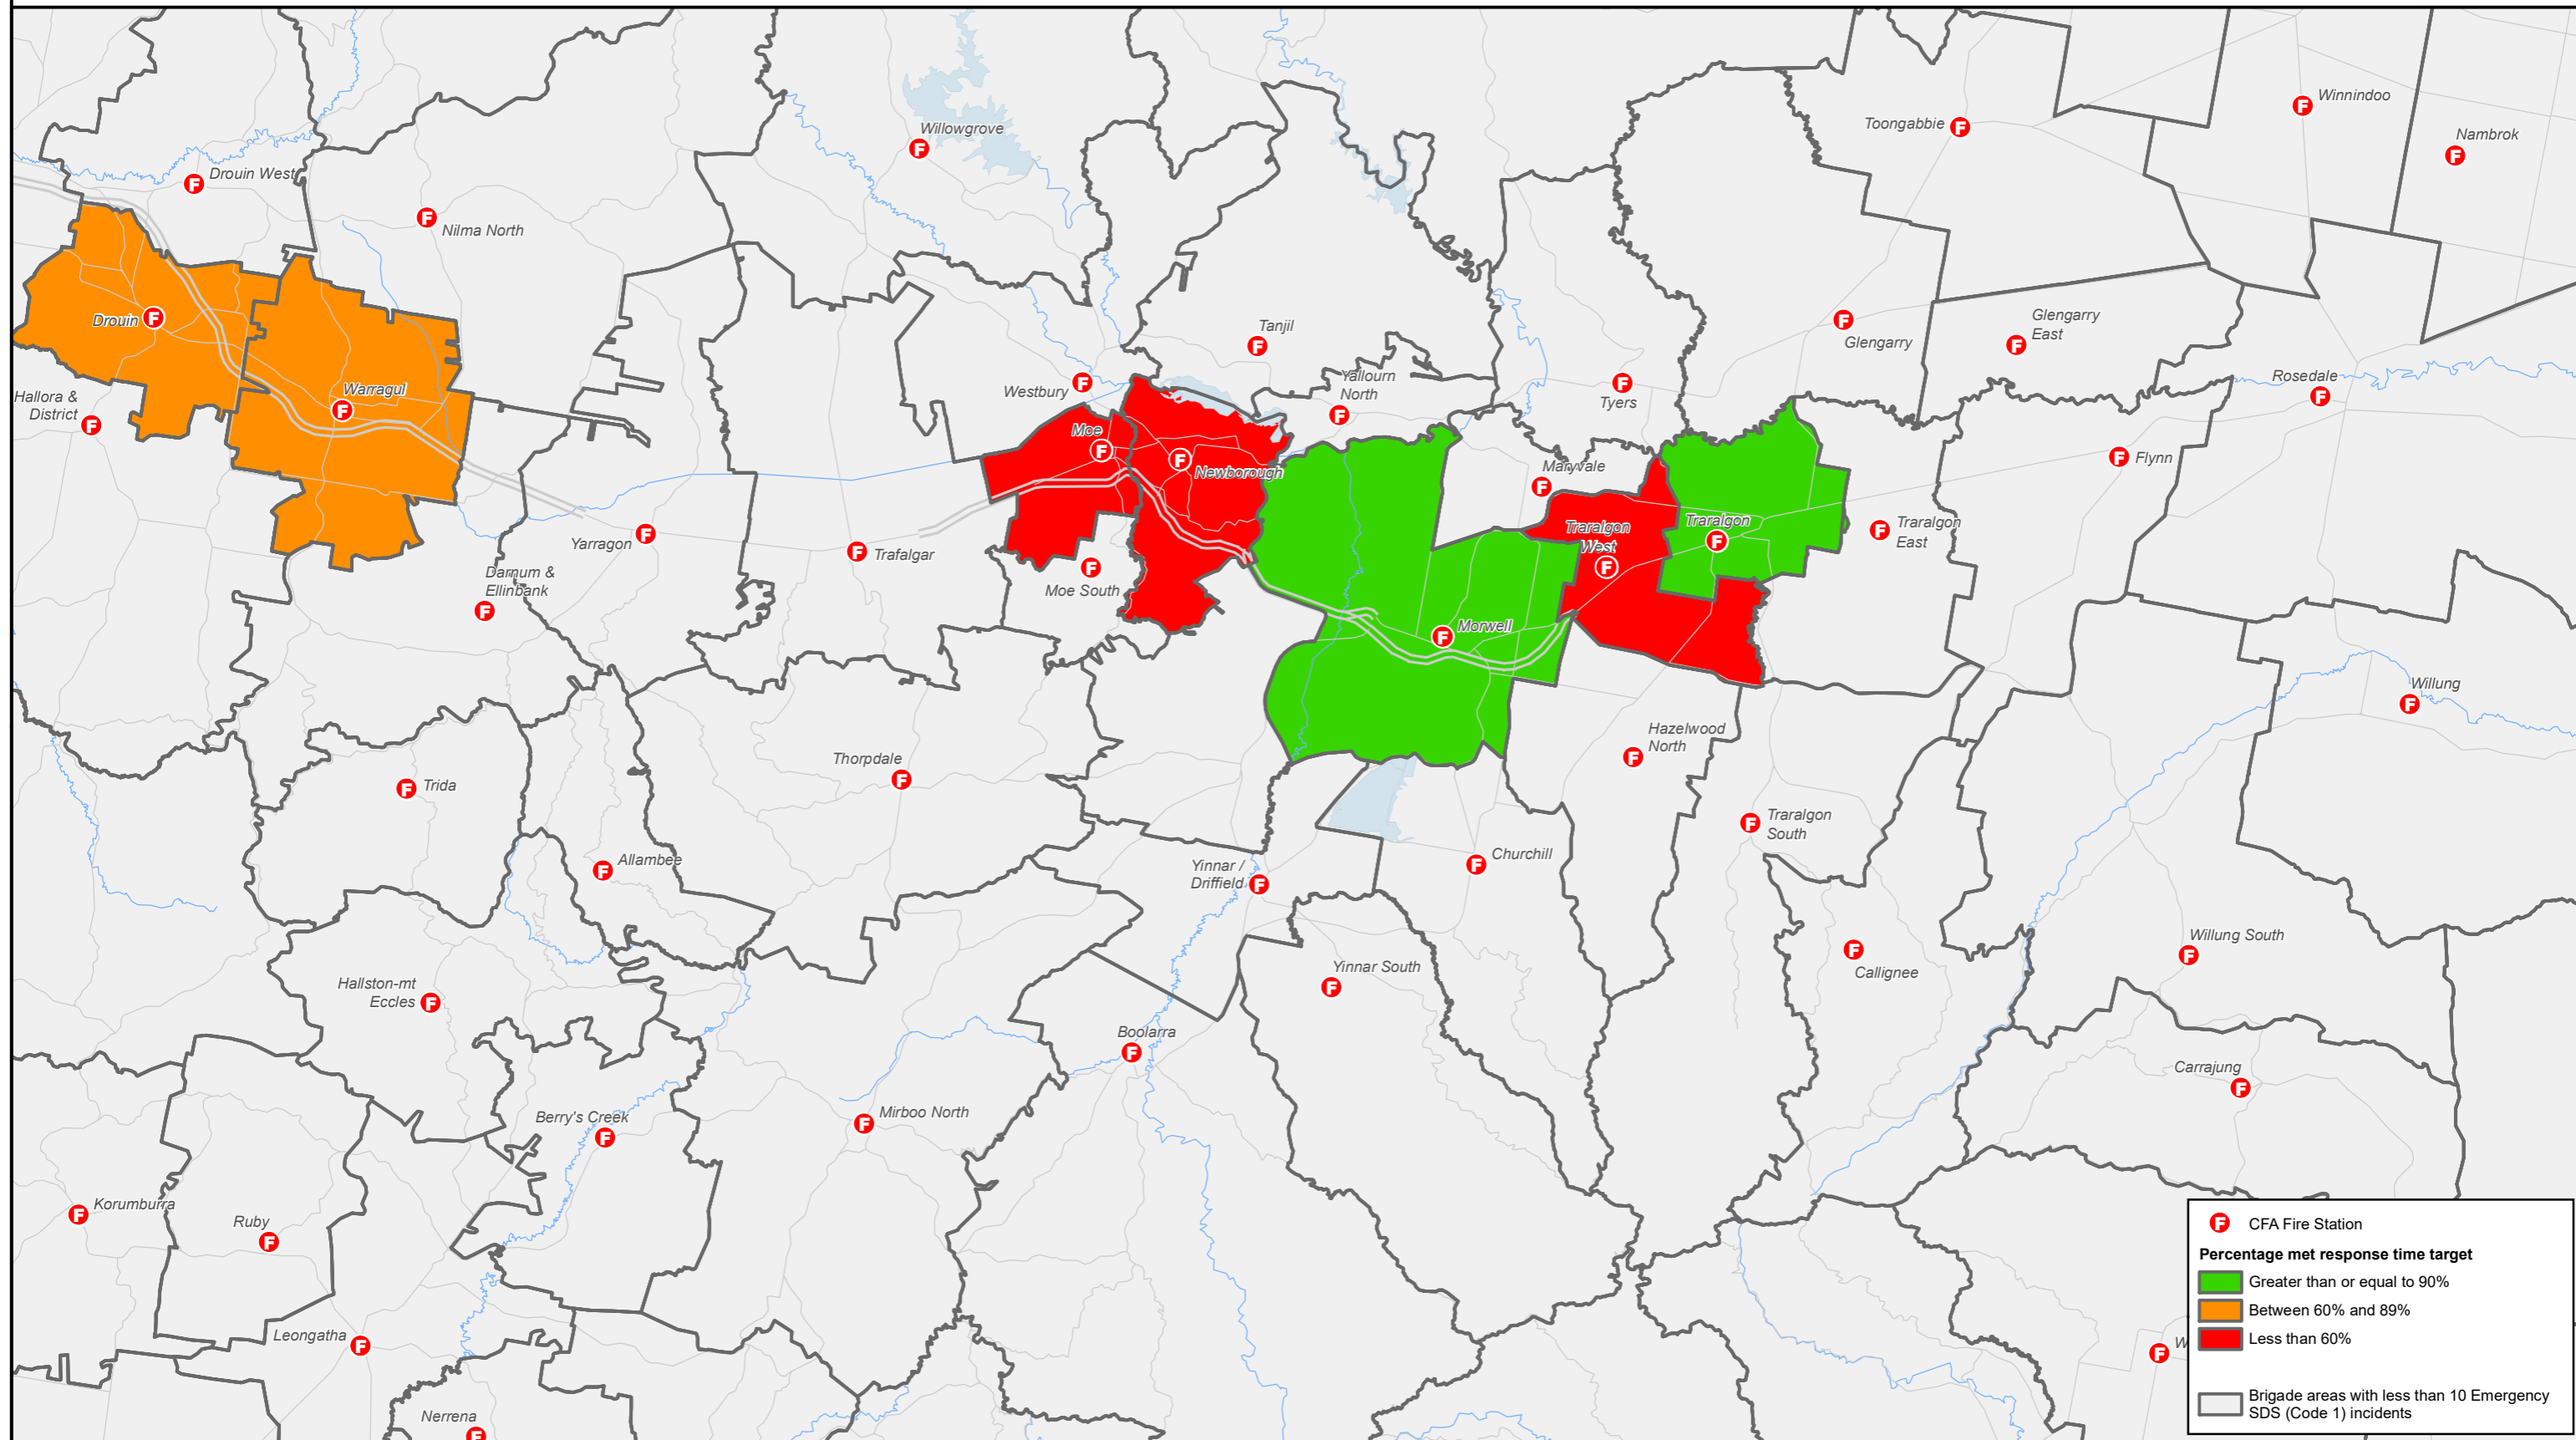 Winnindoo
Toongabbie
Willowgrove
Nambrok
Drouin West
Nilma North
Glengarry
East
Drouin
Tanjil
Glengarry
Yallourn
North
Rosedale
Warragul
Westbury
Hallora &
District
Tyers
Moe
Flynn
Newborough
Maryvale
Traralgon
West
Traralgon
Traralgon
East
Yarragon
Trafalgar
Darnum &
Ellinbank
Moe South
Morwell
Willung
Hazelwood
North
Thorpdale
Trida
Traralgon
South
Allambee
Churchill
Yinnar /
Driffield
Willung South
Callignee
Yinnar South
Hallston-mt
Eccles
Boolarra
Carrajung
Berry's Creek
Mirboo North
Korumburra
Ruby
Leongatha
Nerrena
W
F CFA Fire Station
Percentage met response time target
Greater than or equal to 90%
Between 60% and 89%
Less than 60%
Brigade areas with less than 10 Emergency
SDS (Code 1) incidents